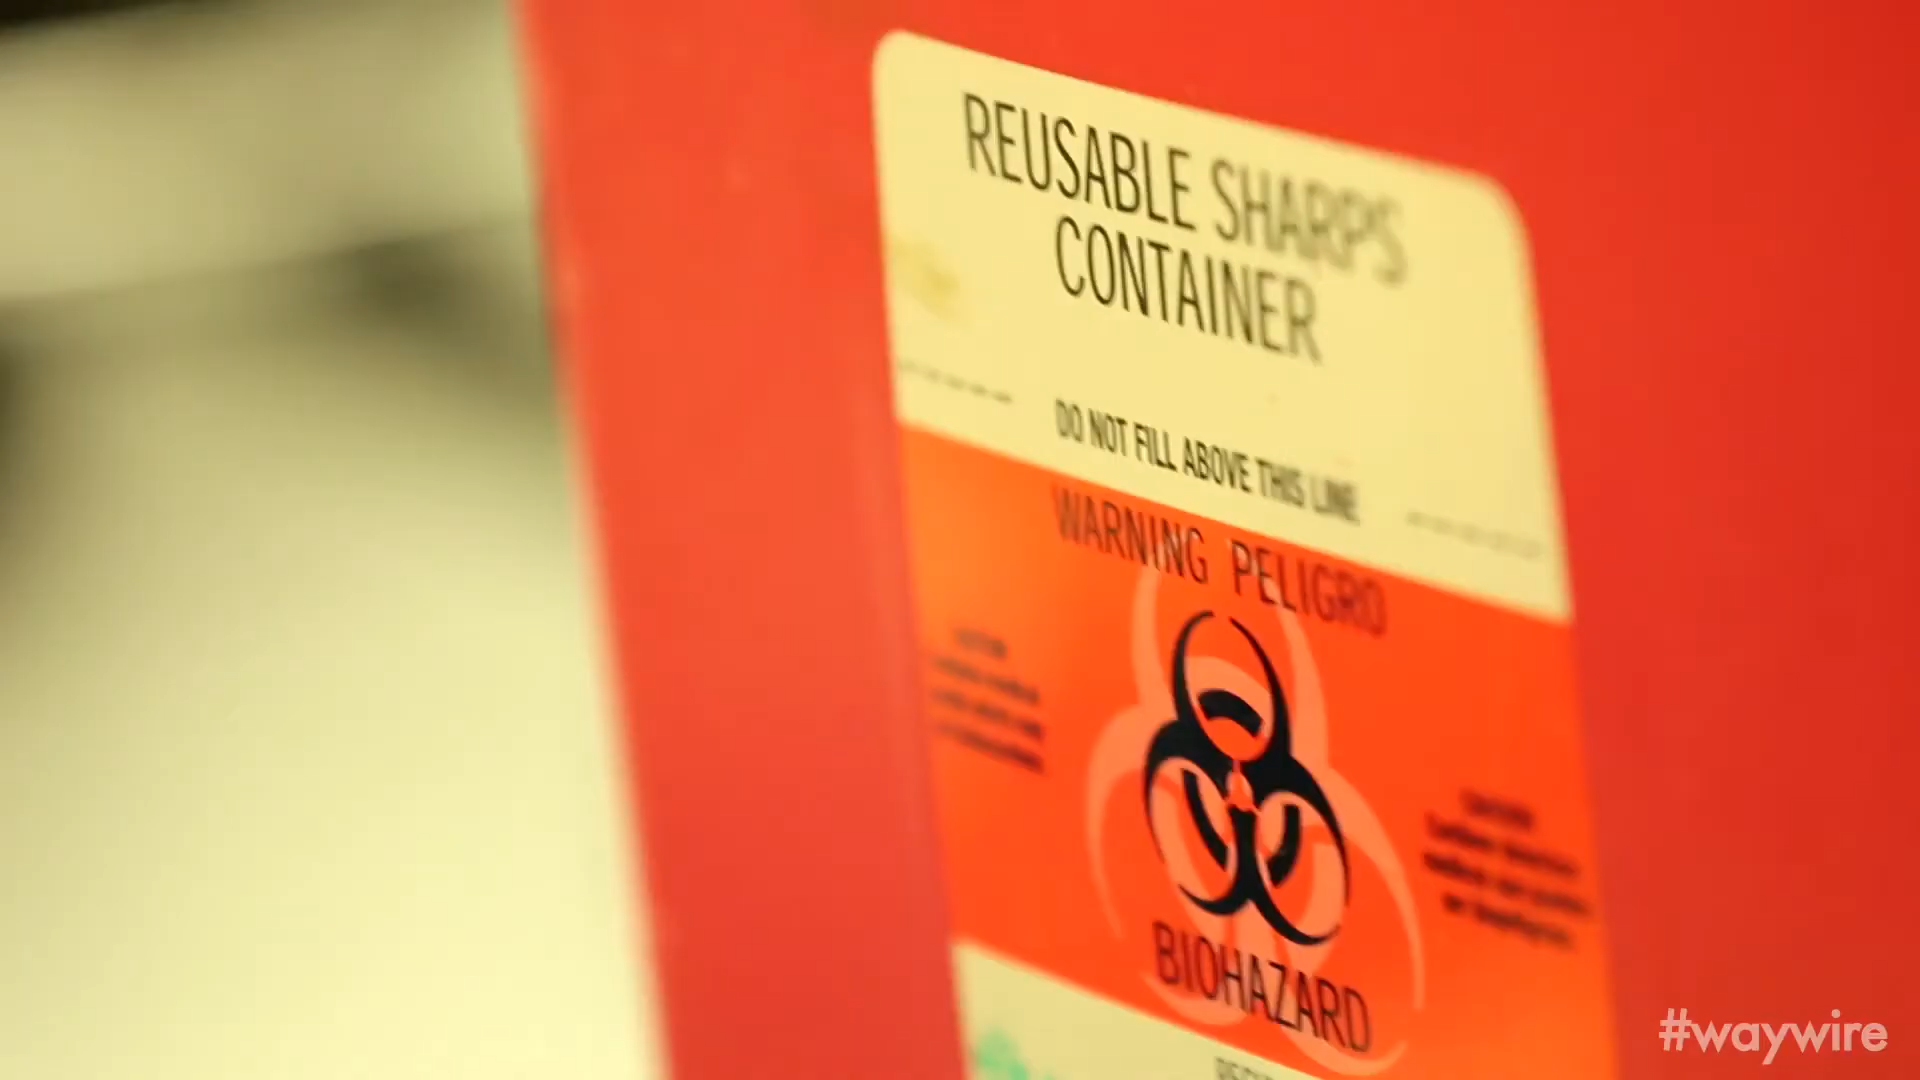 REUSABLE SHARPS
CONTAINER
DO NOT FILL ABOVE THIS LINE
WARNING PELIGRO
BIOHAZARD
#waywire